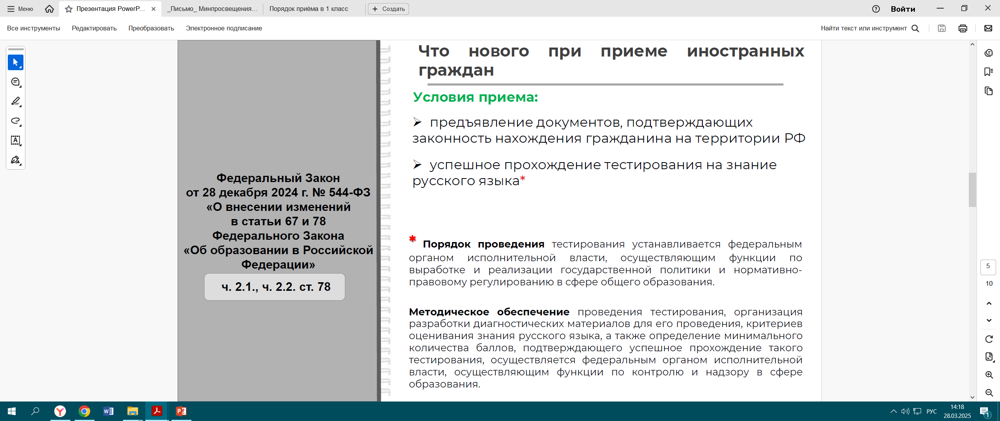 Меню
Презентация PowerP...
_Письмо_ Минпросвещения...
Порядок приёма в 1 класс
Создать
Войти
Все инструменты
Редактировать
Преобразовать
Электронное подписание
Найти текст или инструмент
Федеральный Закон
от 28 декабря 2024 г. № 544-ФЗ
«О внесении изменений
в статьи 67 и 78
Федерального Закона
«Об образовании в Российской
Федерации»
ч. 2.1., ч. 2.2. ст. 78
Что нового при приеме иностранных
граждан
Условия приема:
предъявление документов, подтверждающих
законность нахождения гражданина на территории РФ
успешное прохождение тестирования на знание
русского языка*
* Порядок проведения тестирования устанавливается федеральным
органом исполнительной власти, осуществляющим функции по
выработке и реализации государственной политики и нормативно-
правовому регулированию в сфере общего образования.
Методическое обеспечение проведения тестирования, организация
разработки диагностических материалов для его проведения, критериев
оценивания знания русского языка, а также определение минимального
количества баллов, подтверждающего успешное прохождение такого
тестирования, осуществляется федеральным органом исполнительной
власти, осуществляющим функции по контролю и надзору в сфере
образования.
5
10
РУС
14:18
28.03.2025
1